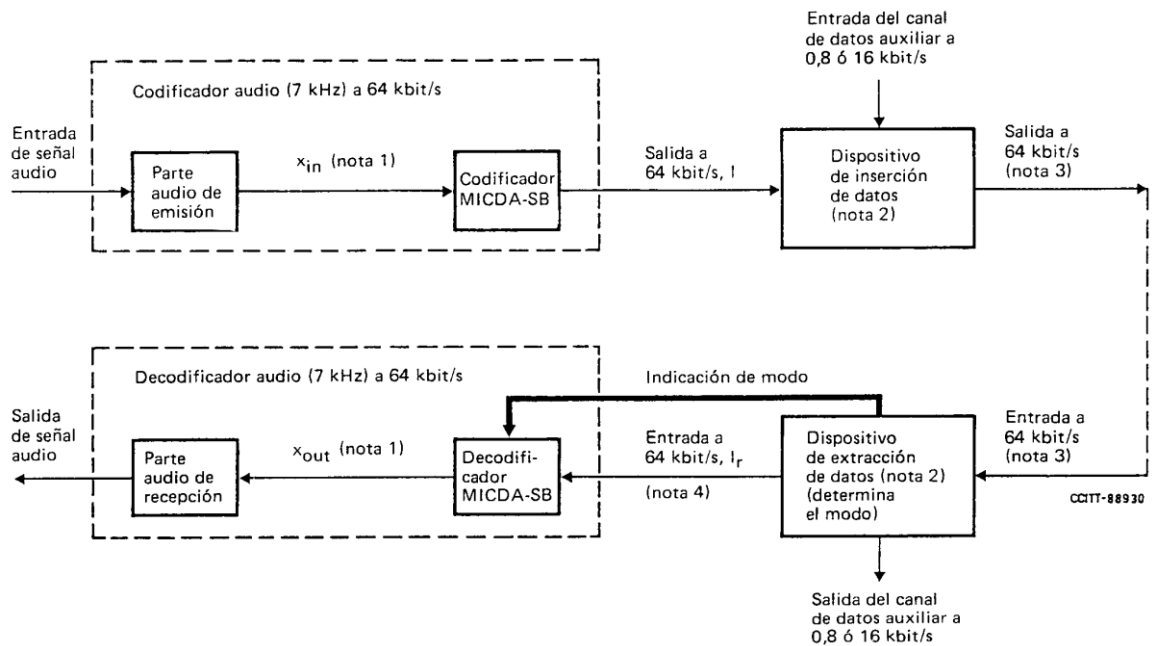 Entrada del canal
de datos auxiliar a
0,8 ó 16 kbit/s
Codificador audio (7 kHz) a 64 kbit/s
Entrada
de señal
audio
Parte
audio de
emisión
x_in (nota 1)
Codificador
MICDA-SB
Salida a
64 kbit/s, I
Dispositivo
de inserción
de datos
(nota 2)
Salida a
64 kbit/s
(nota 3)
Decodificador audio (7 kHz) a 64 kbit/s
Indicación de modo
Salida
de señal
audio
Parte
audio de
recepción
x_out (nota 1)
Decodifi-
cador
MICDA-SB
Entrada a
64 kbit/s, I_r
(nota 4)
Dispositivo
de extracción
de datos (nota 2)
(determina
el modo)
Entrada a
64 kbit/s
(nota 3)
CCITT-88930
Salida del canal
de datos auxiliar a
0,8 ó 16 kbit/s